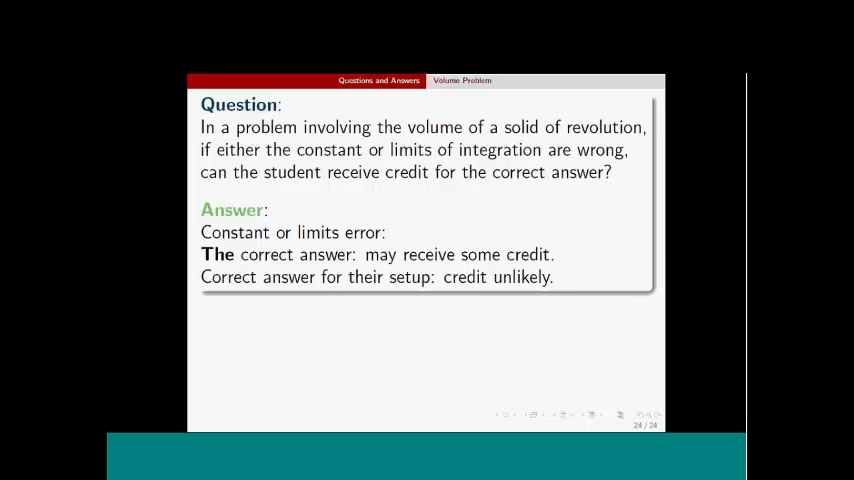 Questions and Answers Volume Problem
Question:
In a problem involving the volume of a solid of revolution,
if either the constant or limits of integration are wrong,
can the student receive credit for the correct answer?
Answer:
Constant or limits error:
The correct answer: may receive some credit.
Correct answer for their setup: credit unlikely.
24 / 24